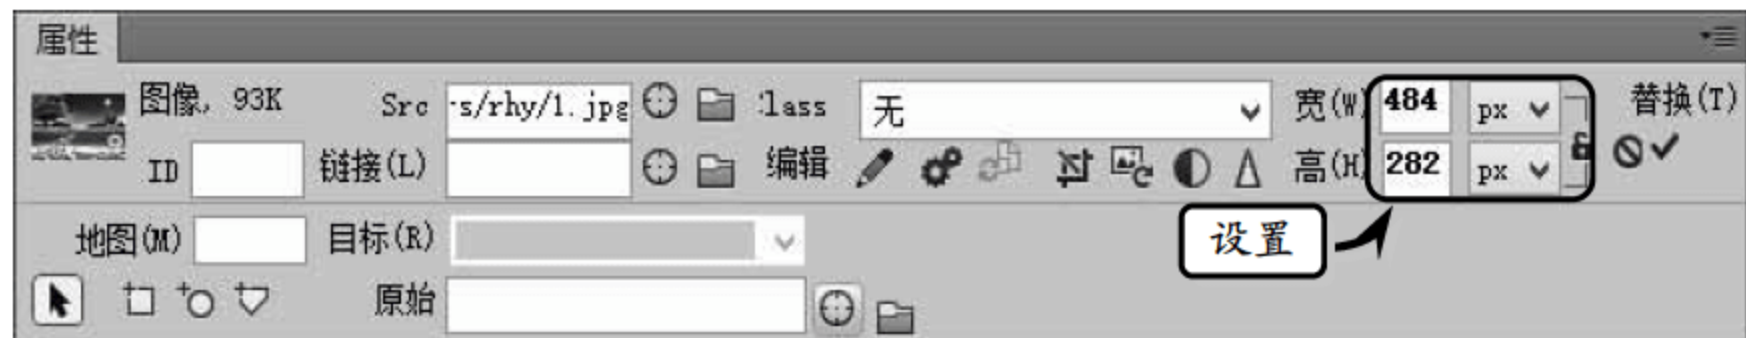 属性
图像, 93K Src -s/rhy/1.jpg Class 无 宽(W) 484 px 替换(T)
ID 链接(L) 编辑 高(H) 282 px
设置
地图(M) 目标(R)
原始